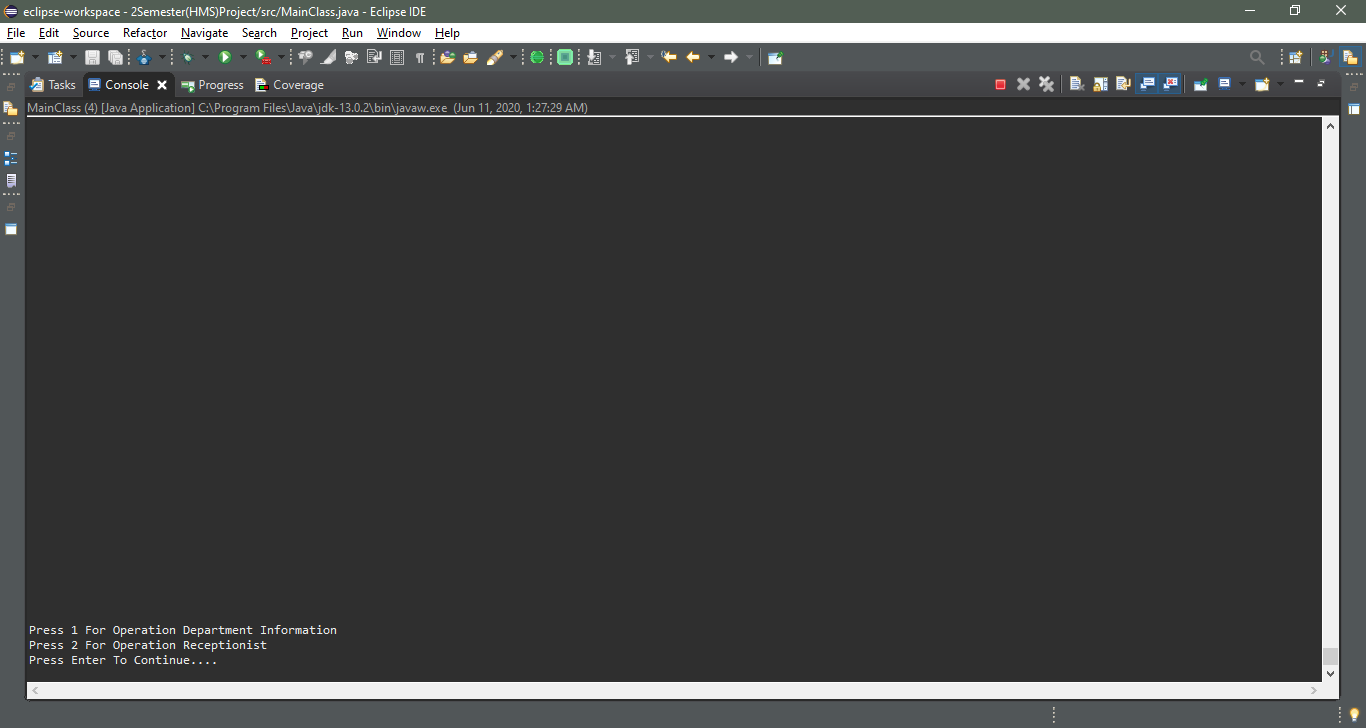 eclipse-workspace - 2Semester(HMS)Project/src/MainClass.java - Eclipse IDE
File Edit Source Refactor Navigate Search Project Run Window Help
Tasks Console Progress Coverage
MainClass (4) [Java Application] C:\Program Files\Java\jdk-13.0.2\bin\javaw.exe (Jun 11, 2020, 1:27:29 AM)
Press 1 For Operation Department Information
Press 2 For Operation Receptionist
Press Enter To Continue....